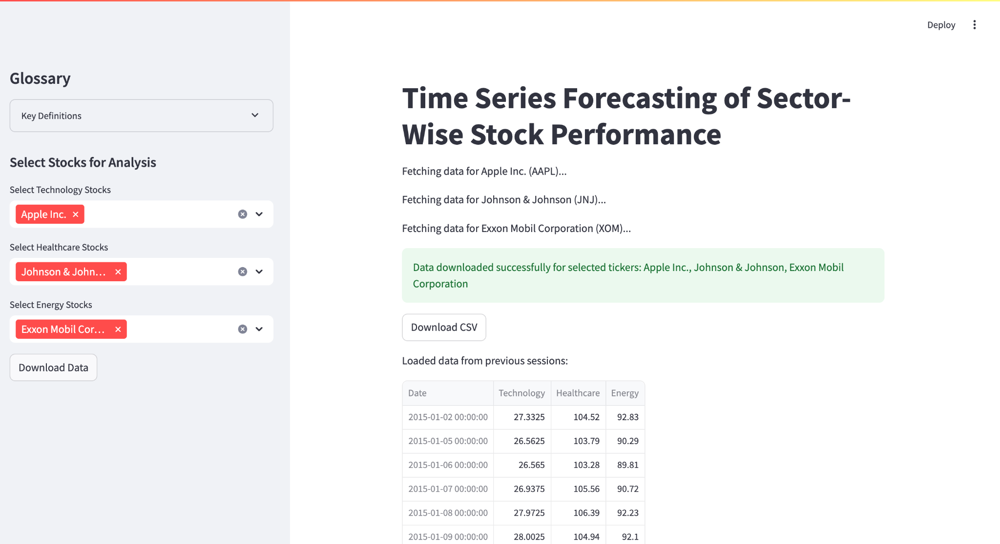 Deploy
Glossary
Key Definitions
Select Stocks for Analysis
Select Technology Stocks
Apple Inc.
Select Healthcare Stocks
Johnson & John...
Select Energy Stocks
Exxon Mobil Cor...
Download Data
Time Series Forecasting of Sector-
Wise Stock Performance
Fetching data for Apple Inc. (AAPL)...
Fetching data for Johnson & Johnson (JNJ)...
Fetching data for Exxon Mobil Corporation (XOM)...
Data downloaded successfully for selected tickers: Apple Inc., Johnson & Johnson, Exxon Mobil
Corporation
Download CSV
Loaded data from previous sessions:
Date Technology Healthcare Energy
2015-01-02 00:00:00 27.3325 104.52 92.83
2015-01-05 00:00:00 26.5625 103.79 90.29
2015-01-06 00:00:00 26.565 103.28 89.81
2015-01-07 00:00:00 26.9375 105.56 90.72
2015-01-08 00:00:00 27.9725 106.39 92.23
2015-01-09 00:00:00 28.0025 104.94 92.1